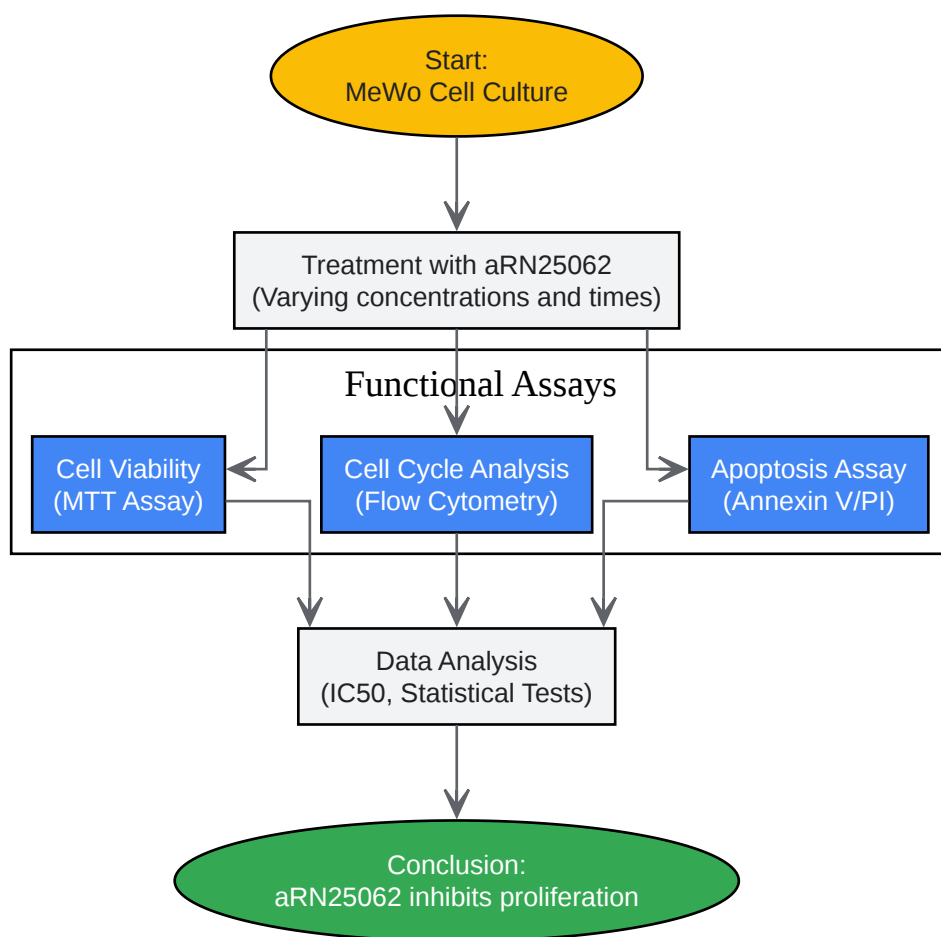 Start:
MeWo Cell Culture
Treatment with aRN25062
(Varying concentrations and times)
Functional Assays
Cell Viability
(MTT Assay)
Cell Cycle Analysis
(Flow Cytometry)
Apoptosis Assay
(Annexin V/PI)
Data Analysis
(IC50, Statistical Tests)
Conclusion:
aRN25062 inhibits proliferation